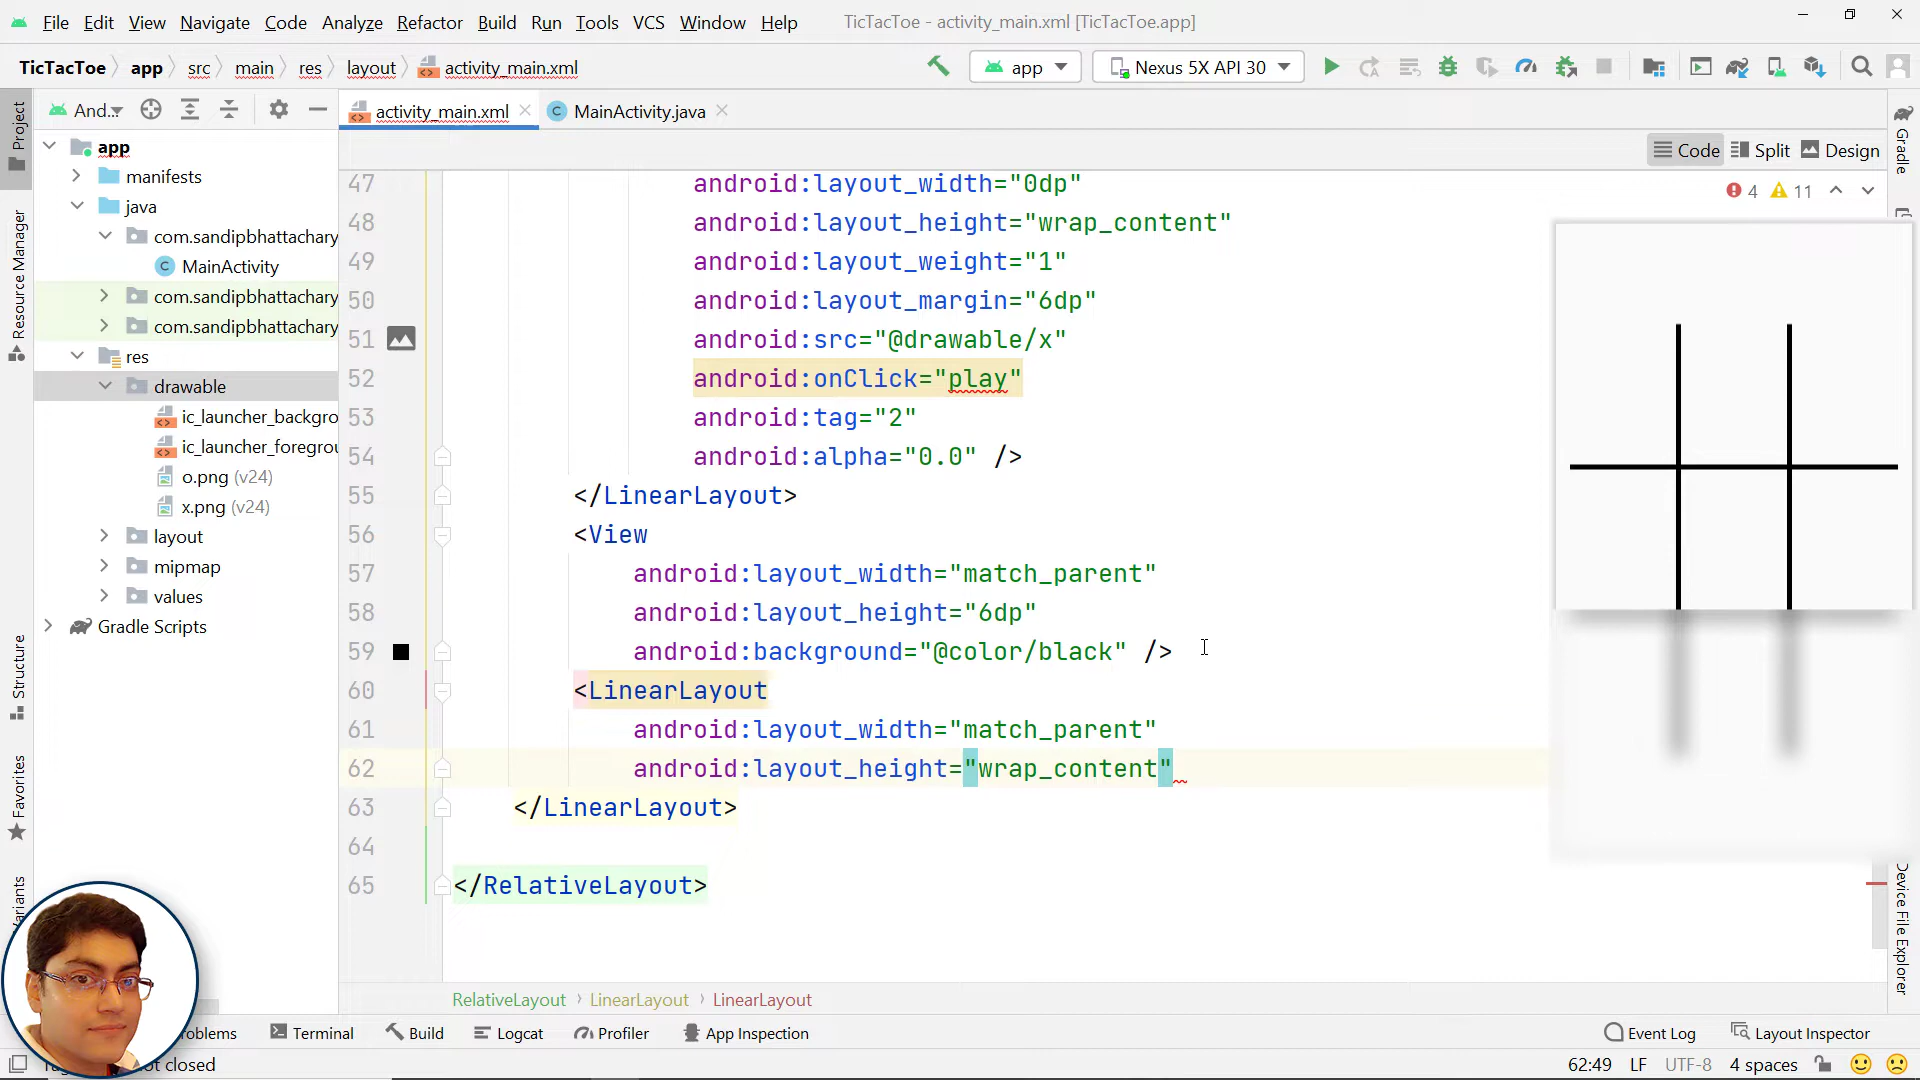 File Edit View Navigate Code Analyze Refactor Build Run Tools VCS Window Help TicTacToe - activity_main.xml [TicTacToe.app]
TicTacToe app src main res layout activity_main.xml app Nexus 5X API 30
And... activity_main.xml MainActivity.java
Code Split Design
4 11
Project
Resource Manager
Structure
Favorites
app
manifests
java
com.sandipbhattachary
MainActivity
com.sandipbhattachary
com.sandipbhattachary
res
drawable
ic_launcher_backgro
ic_launcher_foregrou
o.png (v24)
x.png (v24)
layout
mipmap
values
Gradle Scripts
47 android:layout_width="0dp"
48 android:layout_height="wrap_content"
49 android:layout_weight="1"
50 android:layout_margin="6dp"
51 android:src="@drawable/x"
52 android:onClick="play"
53 android:tag="2"
54 android:alpha="0.0" />
55 </LinearLayout>
56 <View
57 android:layout_width="match_parent"
58 android:layout_height="6dp"
59 android:background="@color/black" />
60 <LinearLayout
61 android:layout_width="match_parent"
62 android:layout_height="wrap_content"
63 </LinearLayout>
64
65 </RelativeLayout>
Gradle
Device File Explorer
RelativeLayout › LinearLayout › LinearLayout
Terminal Build Logcat Profiler App Inspection Event Log Layout Inspector
closed 62:49 LF UTF-8 4 spaces